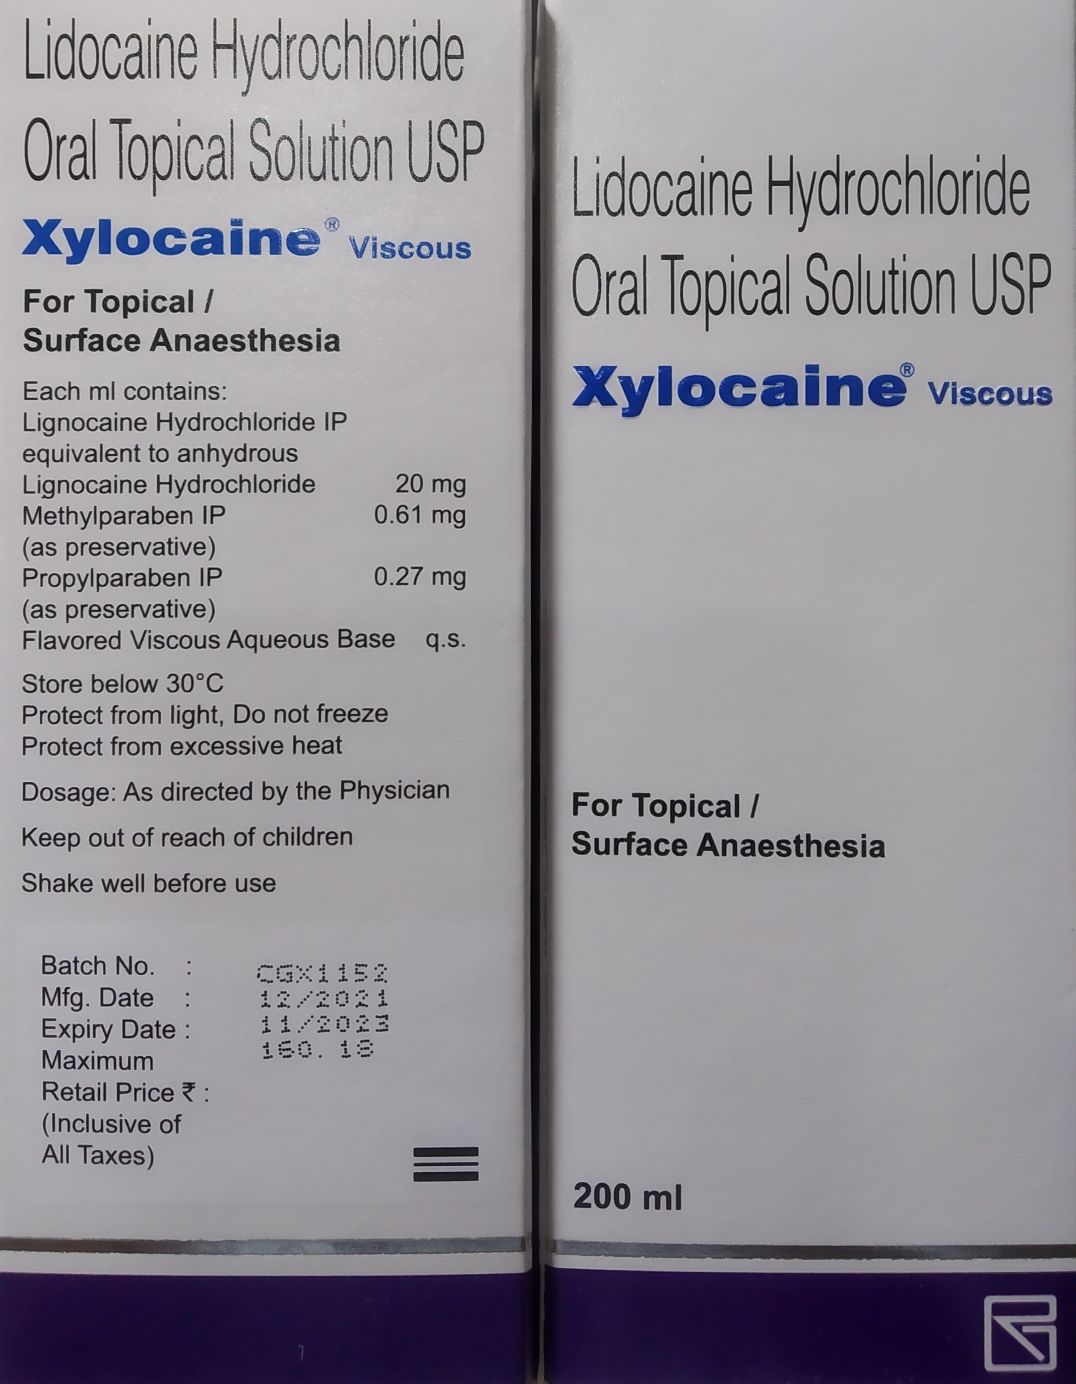 Lidocaine Hydrochloride
Oral Topical Solution USP
Xylocaine® Viscous
For Topical /
Surface Anaesthesia
Each ml contains:
Lignocaine Hydrochloride IP
equivalent to anhydrous
Lignocaine Hydrochloride 20 mg
Methylparaben IP 0.61 mg
(as preservative)
Propylparaben IP 0.27 mg
(as preservative)
Flavored Viscous Aqueous Base q.s.
Store below 30°C
Protect from light, Do not freeze
Protect from excessive heat
Dosage: As directed by the Physician
Keep out of reach of children
Shake well before use
Batch No. : CGX1152
Mfg. Date : 12/2021
Expiry Date : 11/2023
Maximum 160.18
Retail Price ₹ :
(Inclusive of
All Taxes)
Lidocaine Hydrochloride
Oral Topical Solution USP
Xylocaine® Viscous
For Topical /
Surface Anaesthesia
200 ml